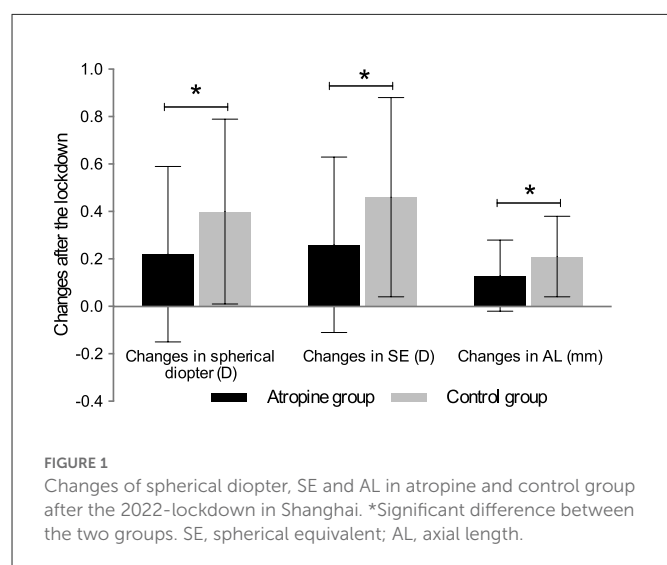 1.0
0.8
0.6
0.4
0.2
0.0
-0.2
-0.4
Changes after the lockdown
*
*
*
Changes in spherical
diopter (D)
Changes in SE (D)
Changes in AL (mm)
Atropine group
Control group
FIGURE 1
Changes of spherical diopter, SE and AL in atropine and control group
after the 2022-lockdown in Shanghai. *Significant difference between
the two groups. SE, spherical equivalent; AL, axial length.